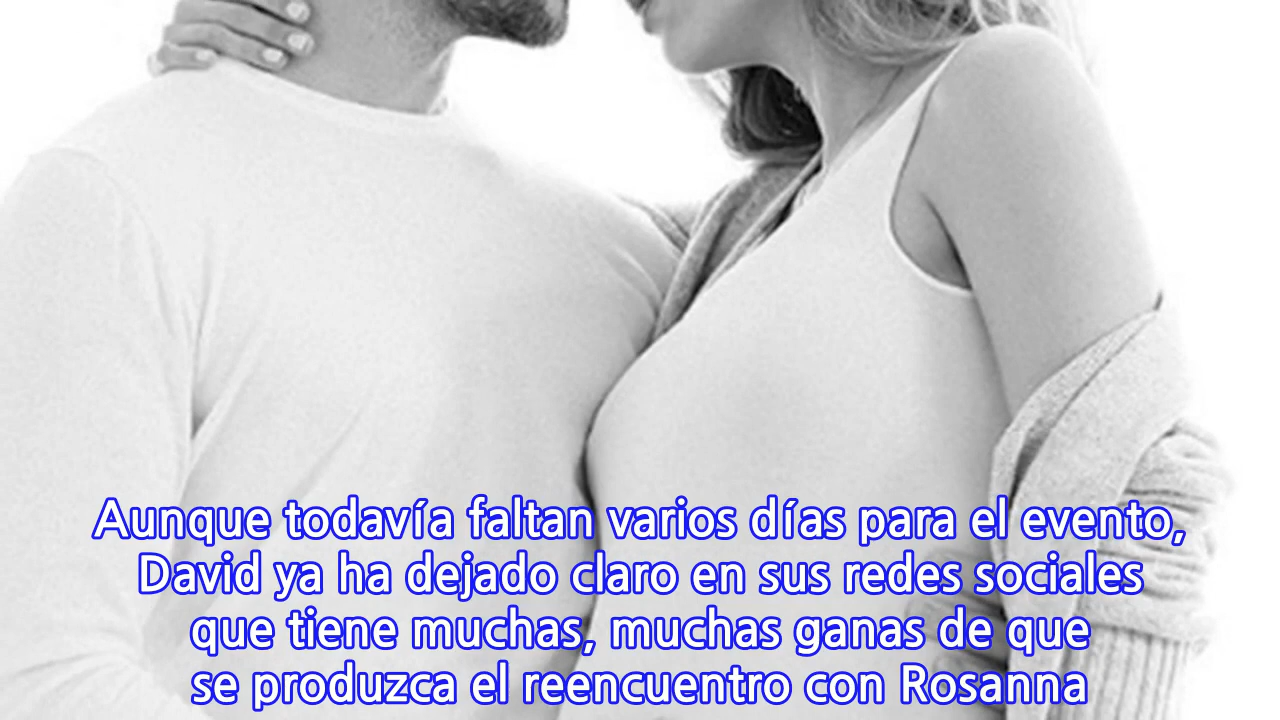 Aunque todavía faltan varios días para el evento,
David ya ha dejado claro en sus redes sociales
que tiene muchas, muchas ganas de que
se produzca el reencuentro con Rosanna